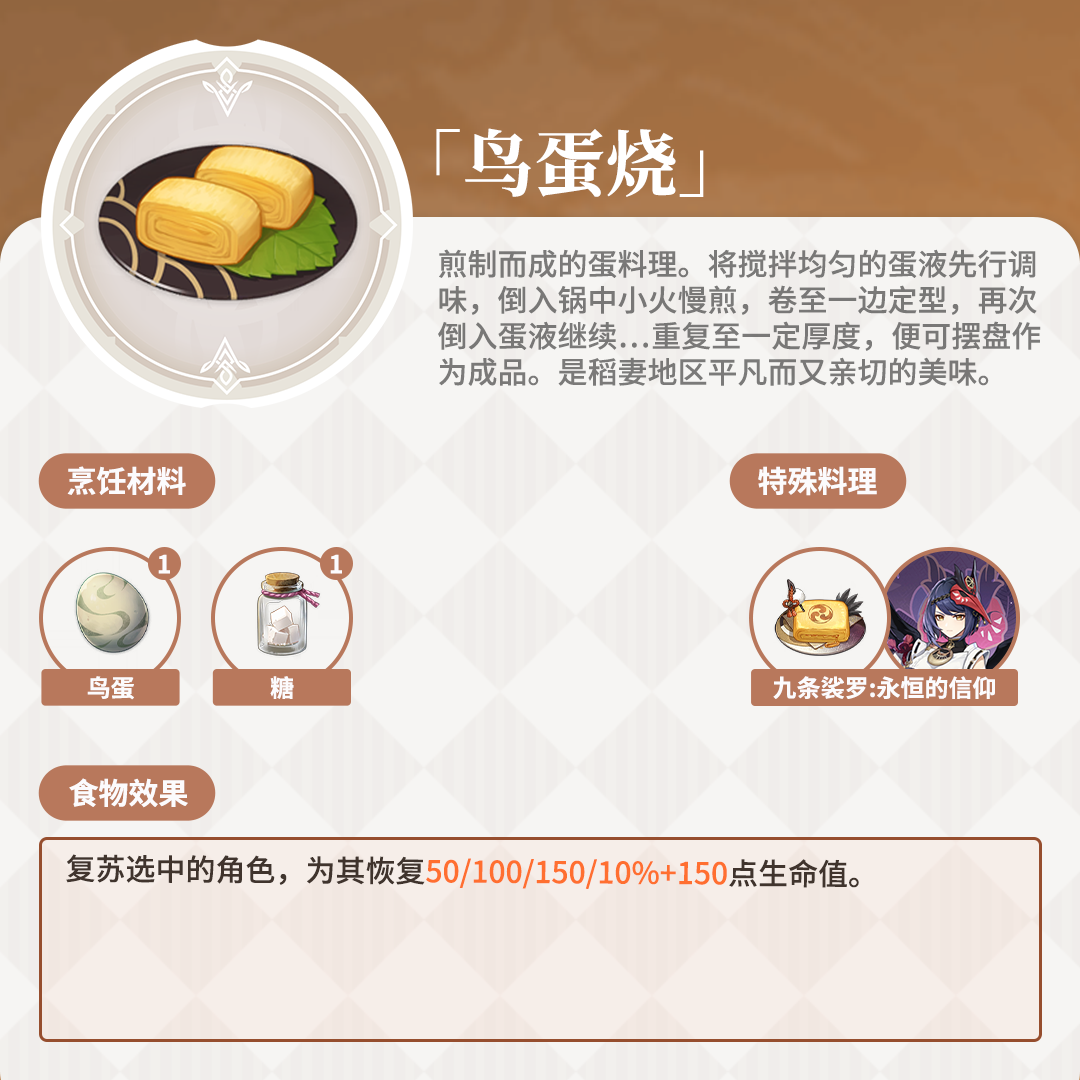 「鸟蛋烧」
煎制而成的蛋料理。将搅拌均匀的蛋液先行调
味，倒入锅中小火慢煎，卷至一边定型，再次
倒入蛋液继续…重复至一定厚度，便可摆盘作
为成品。是稻妻地区平凡而又亲切的美味。
烹饪材料
特殊料理
1
1
鸟蛋
糖
九条裟罗:永恒的信仰
食物效果
复苏选中的角色，为其恢复50/100/150/10%+150点生命值。